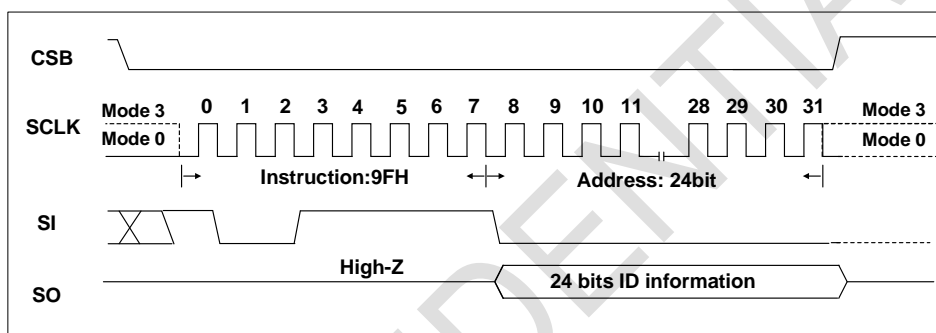 CSB
Mode 3
Mode 0
SCLK
0 1 2 3 4 5 6 7 8 9 10 11 28 29 30 31
Mode 3
Mode 0
Instruction:9FH
Address: 24bit
SI
High-Z
24 bits ID information
SO